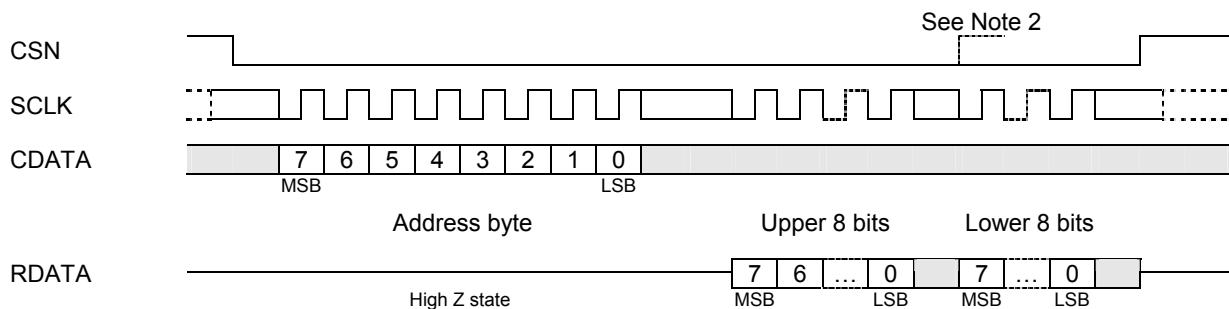 See Note 2
CSN
SCLK
CDATA 7 6 5 4 3 2 1 0
MSB LSB
Address byte Upper 8 bits Lower 8 bits
RDATA 7 6 … 0 7 … 0
High Z state MSB LSB MSB LSB